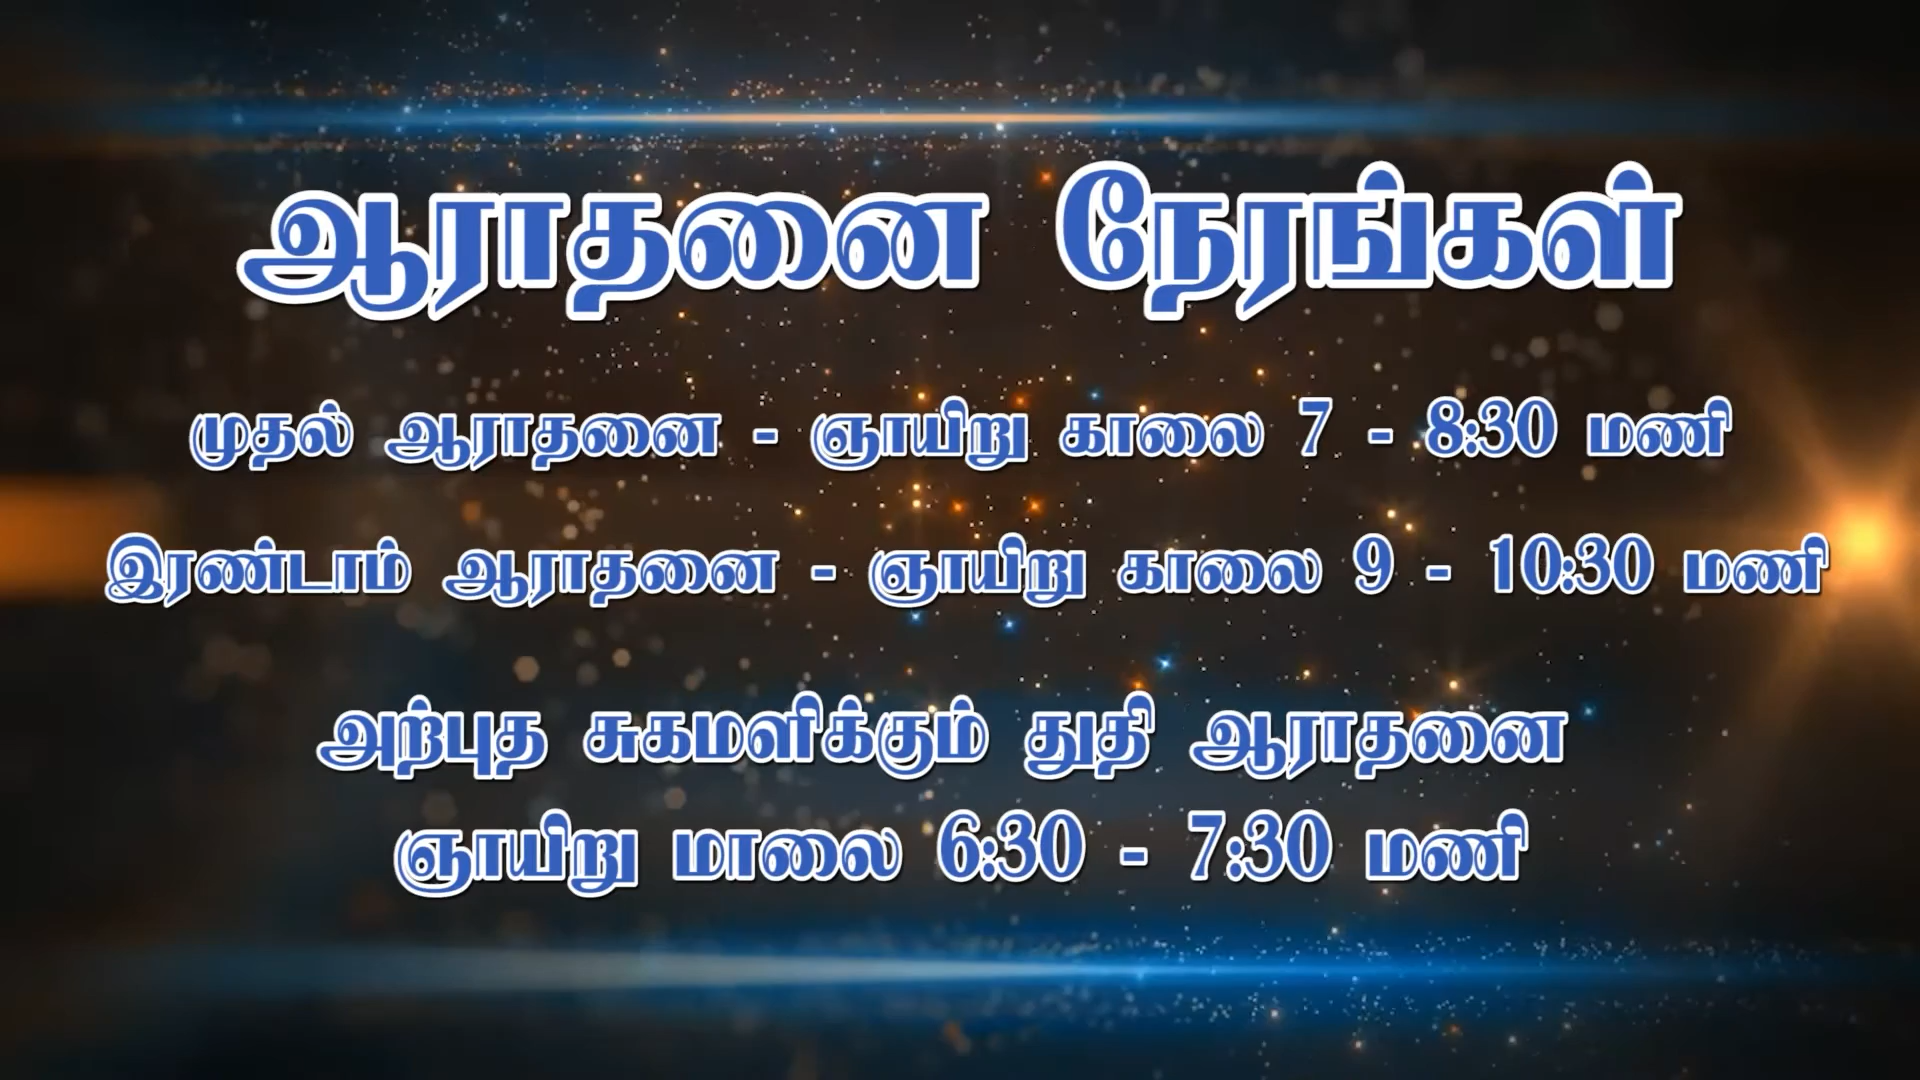 ஆராதனை நேரங்கள்
முதல் ஆராதனை - ஞாயிறு காலை 7 - 8:30 மணி
இரண்டாம் ஆராதனை - ஞாயிறு காலை 9 - 10:30 மணி
அற்புத சுகமளிக்கும் துதி ஆராதனை
ஞாயிறு மாலை 6:30 - 7:30 மணி